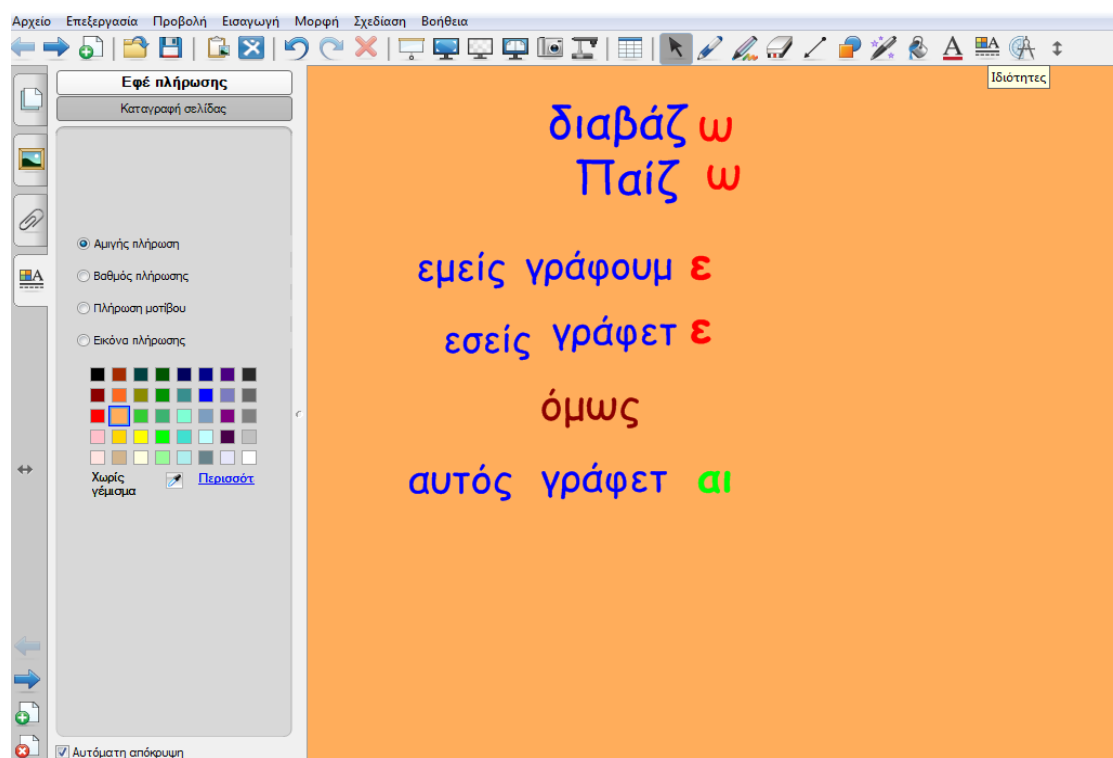 Αρχείο Επεξεργασία Προβολή Εισαγωγή Μορφή Σχεδίαση Βοήθεια
Ιδιότητες
Εφέ πλήρωσης
Καταγραφή σελίδας
Αμιγής πλήρωση
Βαθμός πλήρωσης
Πλήρωση μοτίβου
Εικόνα πλήρωσης
Χωρίς γέμισμα
Περισσότ
Αυτόματη απόκρυψη
διαβάζ ω
Παίζ ω
εμείς γράφουμ ε
εσείς γράφετ ε
όμως
αυτός γράφετ αι